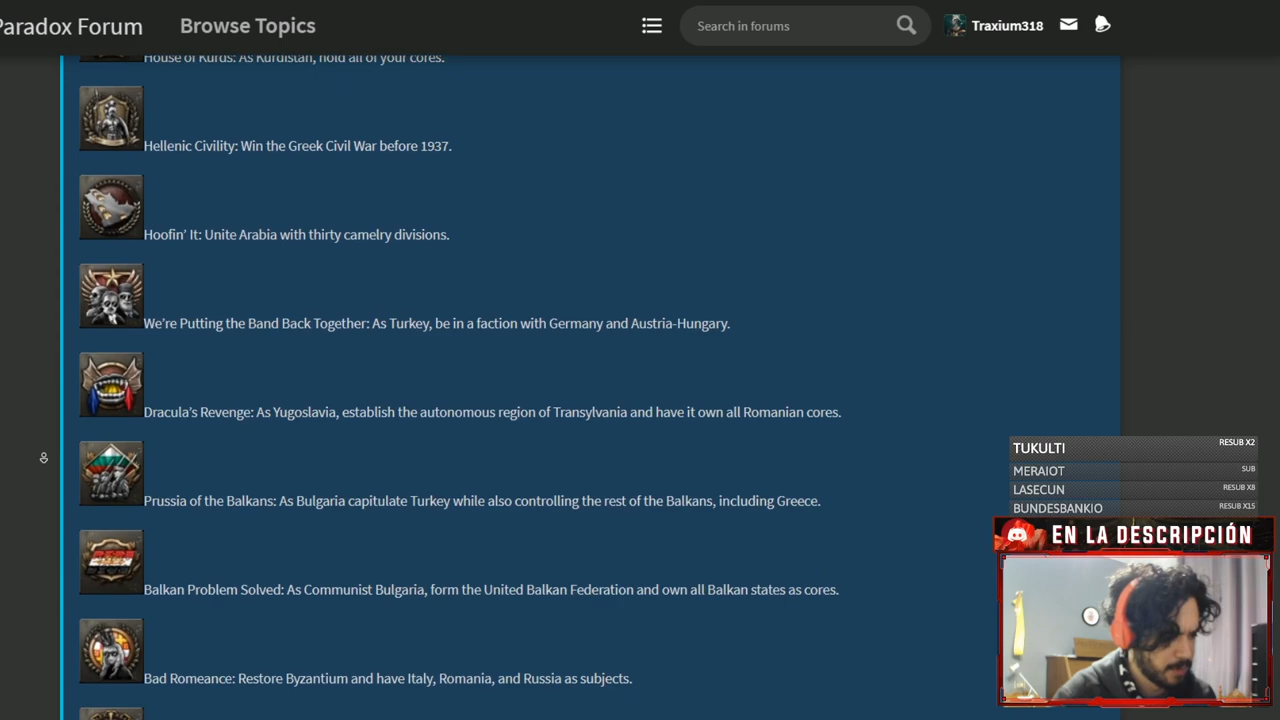 Paradox Forum
Browse Topics
Search in forums
Traxium318
House of Kurds: As Kurdistan, hold all of your cores.
Hellenic Civility: Win the Greek Civil War before 1937.
Hoofin’ It: Unite Arabia with thirty camelry divisions.
We’re Putting the Band Back Together: As Turkey, be in a faction with Germany and Austria-Hungary.
Dracula’s Revenge: As Yugoslavia, establish the autonomous region of Transylvania and have it own all Romanian cores.
Prussia of the Balkans: As Bulgaria capitulate Turkey while also controlling the rest of the Balkans, including Greece.
Balkan Problem Solved: As Communist Bulgaria, form the United Balkan Federation and own all Balkan states as cores.
Bad Romeance: Restore Byzantium and have Italy, Romania, and Russia as subjects.
TUKULTI RESUB X2
MERAIOT SUB
LASECUN RESUB X8
BUNDESBANKIO RESUB X15
EN LA DESCRIPCIÓN